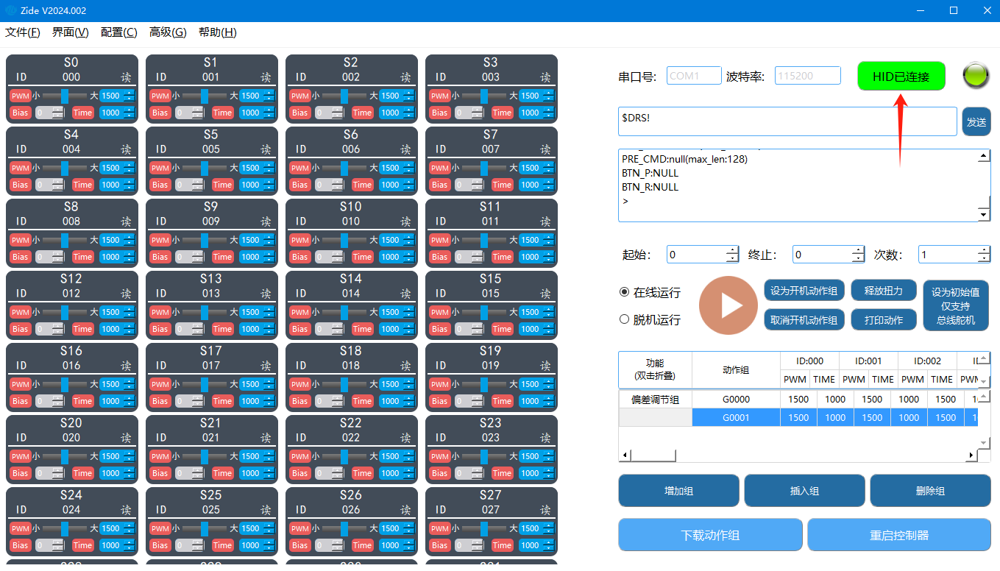 Zide V2024.002
文件(F) 界面(V) 配置(C) 高级(G) 帮助(H)
S0 S1 S2 S3
ID 000 读 ID 001 读 ID 002 读 ID 003 读
PWM 小 大 1500 PWM 小 大 1500 PWM 小 大 1500 PWM 小 大 1500
Bias 0 Time 1000 Bias 0 Time 1000 Bias 0 Time 1000 Bias 0 Time 1000
S4 S5 S6 S7
ID 004 读 ID 005 读 ID 006 读 ID 007 读
PWM 小 大 1500 PWM 小 大 1500 PWM 小 大 1500 PWM 小 大 1500
Bias 0 Time 1000 Bias 0 Time 1000 Bias 0 Time 1000 Bias 0 Time 1000
S8 S9 S10 S11
ID 008 读 ID 009 读 ID 010 读 ID 011 读
PWM 小 大 1500 PWM 小 大 1500 PWM 小 大 1500 PWM 小 大 1500
Bias 0 Time 1000 Bias 0 Time 1000 Bias 0 Time 1000 Bias 0 Time 1000
S12 S13 S14 S15
ID 012 读 ID 013 读 ID 014 读 ID 015 读
PWM 小 大 1500 PWM 小 大 1500 PWM 小 大 1500 PWM 小 大 1500
Bias 0 Time 1000 Bias 0 Time 1000 Bias 0 Time 1000 Bias 0 Time 1000
S16 S17 S18 S19
ID 016 读 ID 017 读 ID 018 读 ID 019 读
PWM 小 大 1500 PWM 小 大 1500 PWM 小 大 1500 PWM 小 大 1500
Bias 0 Time 1000 Bias 0 Time 1000 Bias 0 Time 1000 Bias 0 Time 1000
S20 S21 S22 S23
ID 020 读 ID 021 读 ID 022 读 ID 023 读
PWM 小 大 1500 PWM 小 大 1500 PWM 小 大 1500 PWM 小 大 1500
Bias 0 Time 1000 Bias 0 Time 1000 Bias 0 Time 1000 Bias 0 Time 1000
S24 S25 S26 S27
ID 024 读 ID 025 读 ID 026 读 ID 027 读
PWM 小 大 1500 PWM 小 大 1500 PWM 小 大 1500 PWM 小 大 1500
Bias 0 Time 1000 Bias 0 Time 1000 Bias 0 Time 1000 Bias 0 Time 1000
串口号: COM1 波特率: 115200 HID已连接
$DRS! 发送
PRE_CMD:null(max_len:128)
BTN_P:NULL
BTN_R:NULL
>
起始: 0 终止: 0 次数: 1
在线运行 设为开机动作组 释放扭力 设为初始值
仅支持
总线舵机
脱机运行 取消开机动作组 打印动作
功能
(双击折叠) 动作组 ID:000 ID:001 ID:002
PWM TIME PWM TIME PWM TIME
偏差调节组 G0000 1500 1000 1500 1000 1500
G0001 1500 1000 1500 1000 1500
增加组 插入组 删除组
下载动作组 重启控制器